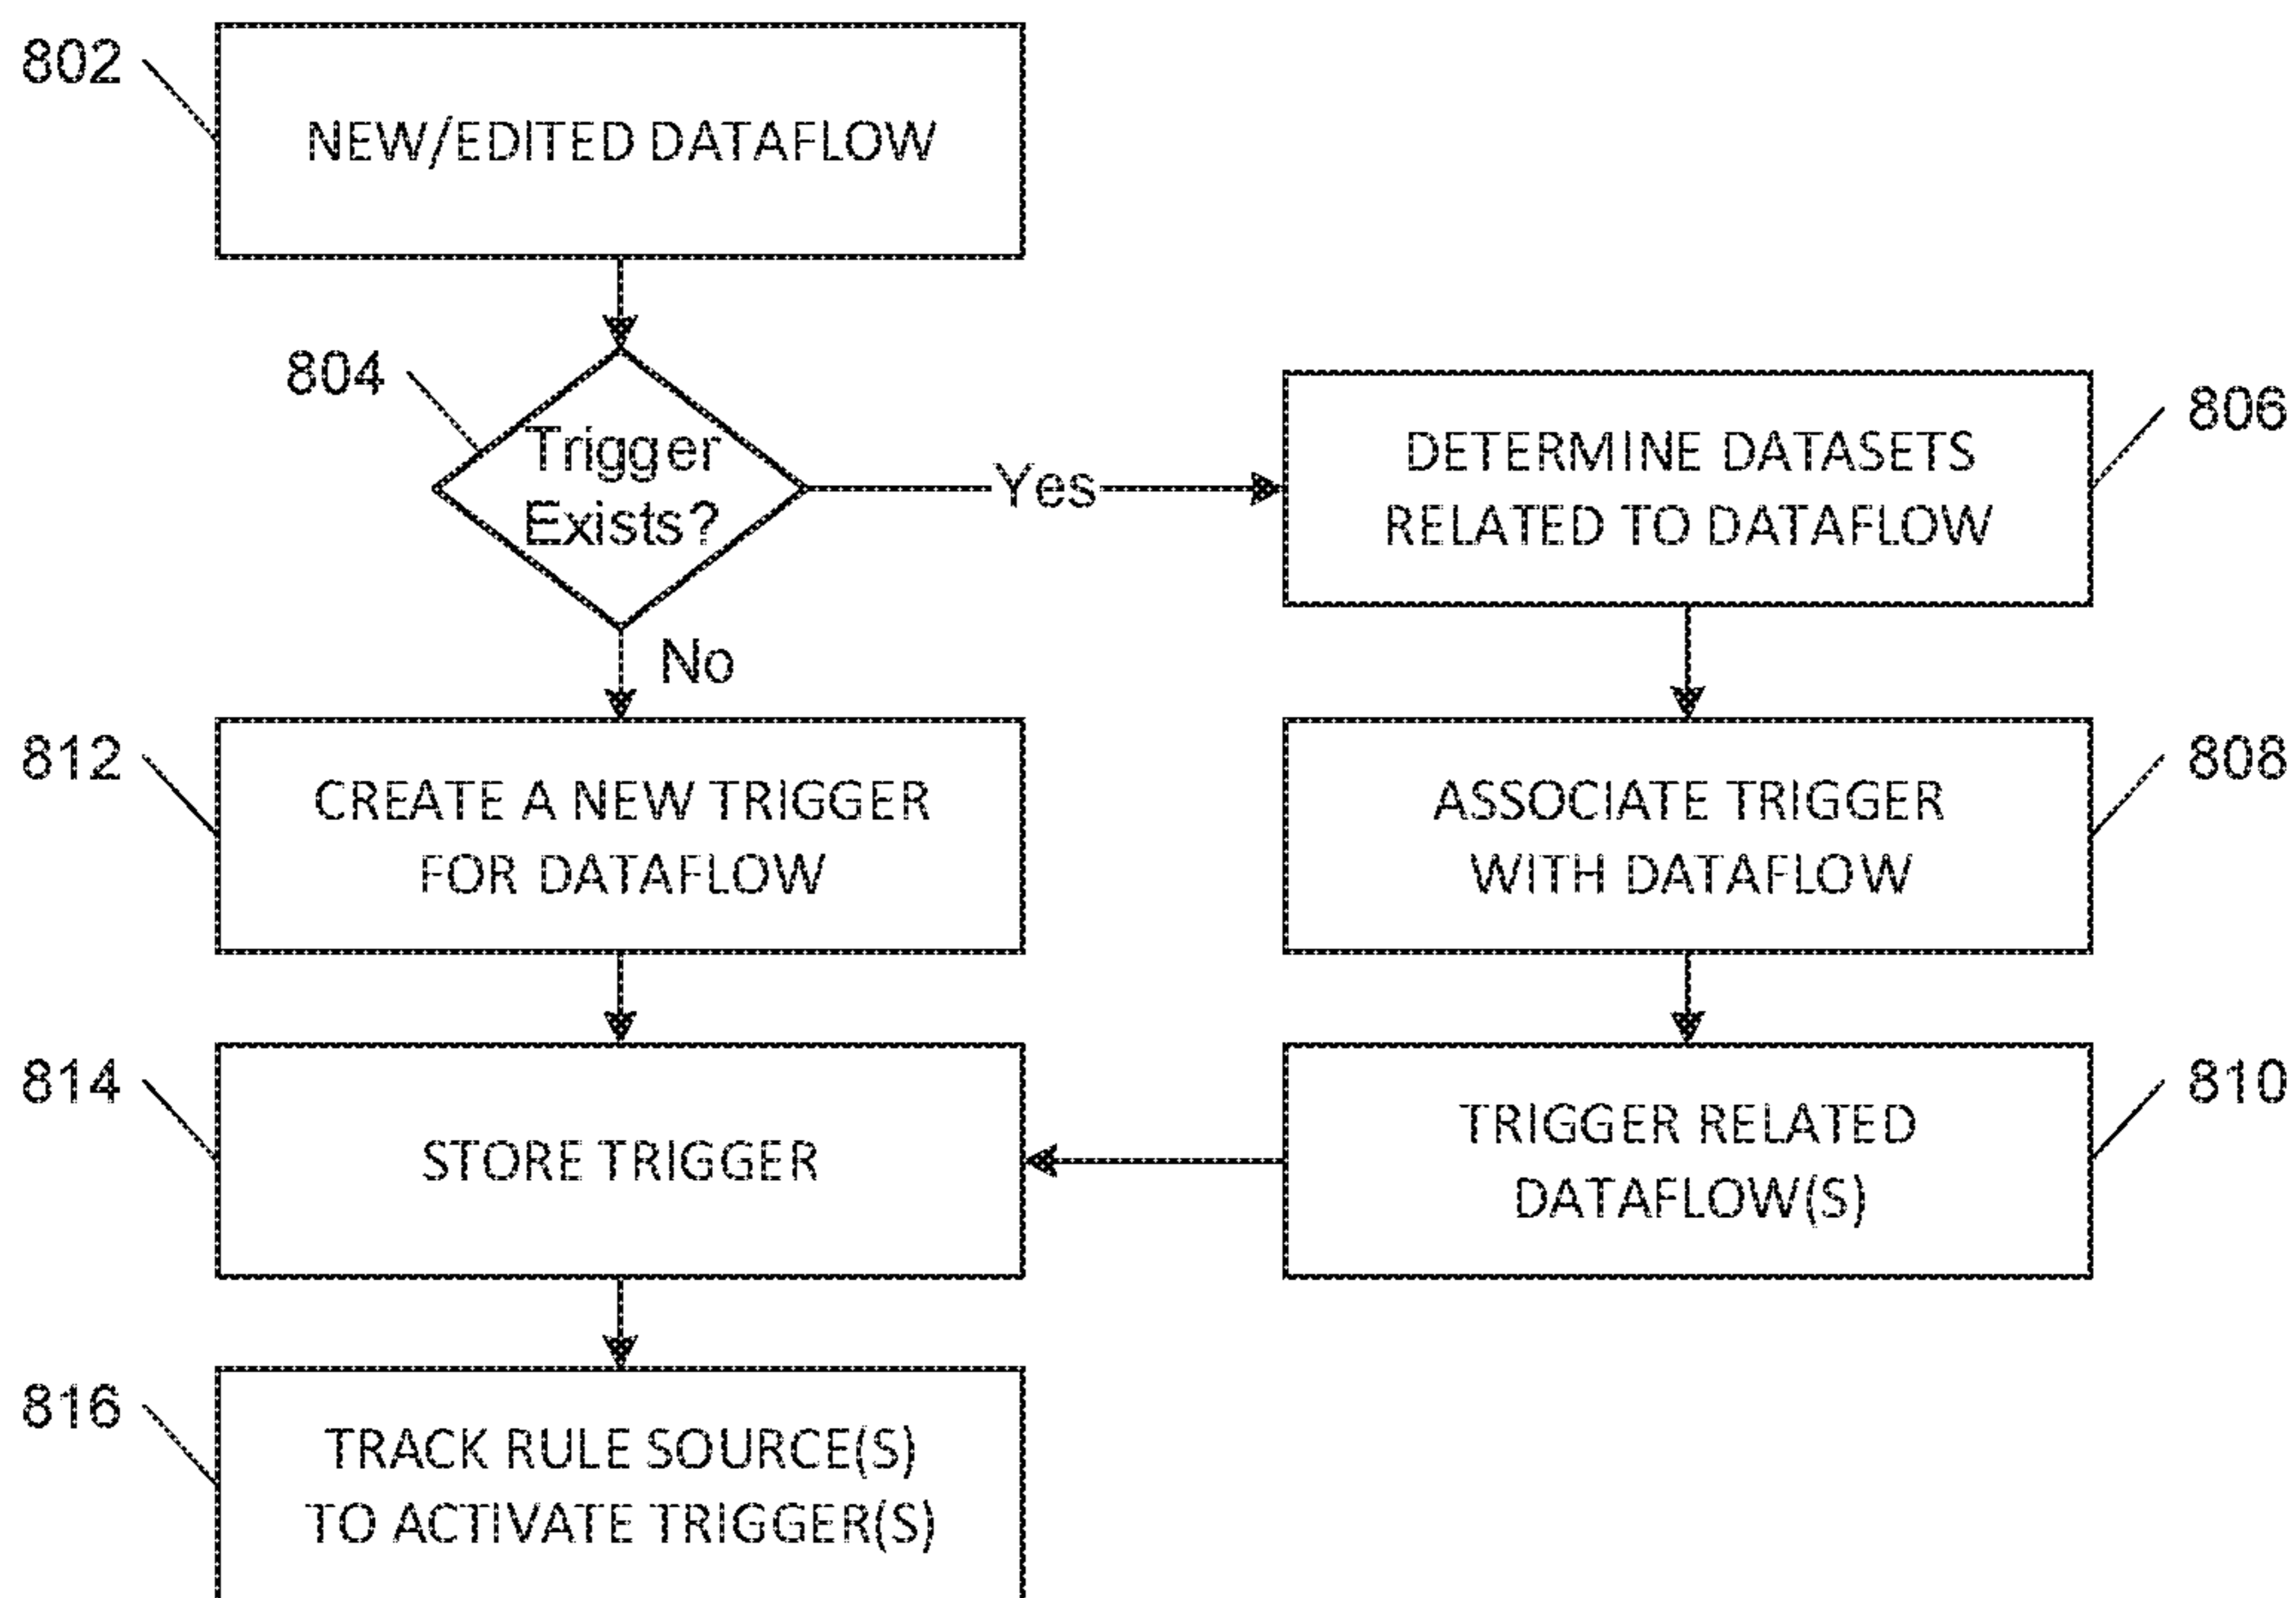 802
NEW/EDITED DATAFLOW
804
Trigger
Exists?
Yes
806
DETERMINE DATASETS
RELATED TO DATAFLOW
No
812
CREATE A NEW TRIGGER
FOR DATAFLOW
808
ASSOCIATE TRIGGER
WITH DATAFLOW
814
STORE TRIGGER
810
TRIGGER RELATED
DATAFLOW(S)
816
TRACK RULE SOURCE(S)
TO ACTIVATE TRIGGER(S)